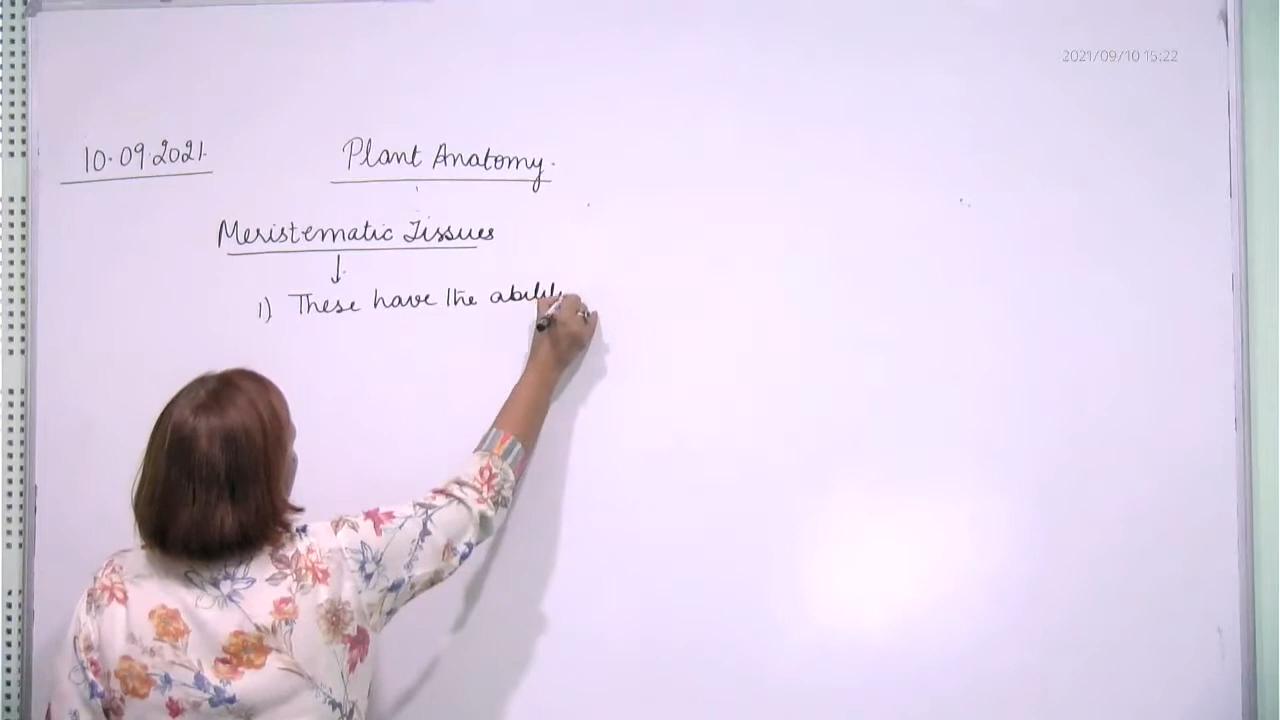 2021/09/10 15:22
10.09.2021.
Plant Anatomy.
Meristematic Tissues
1) These have the